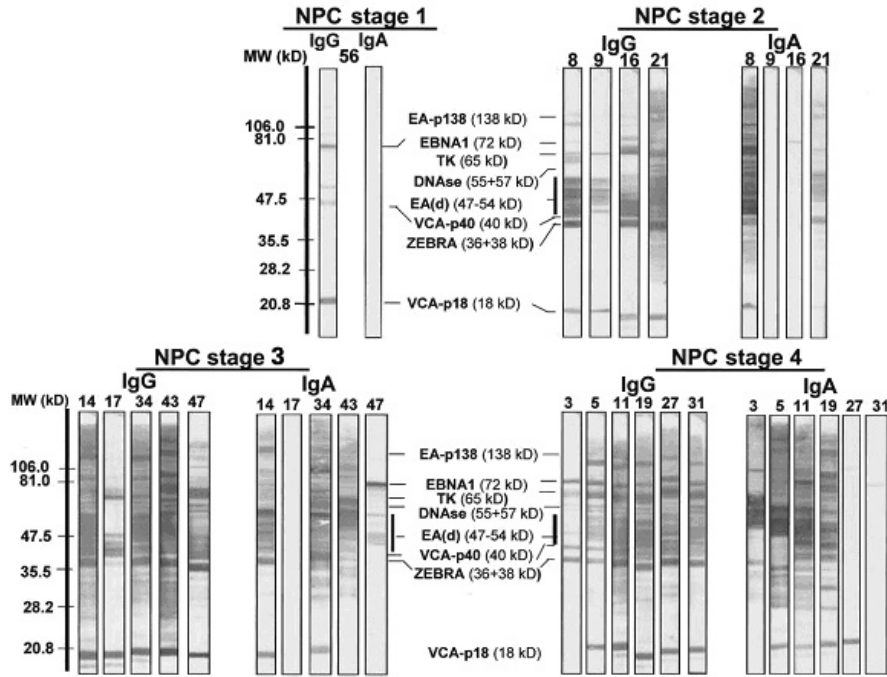 NPC stage 1
IgG IgA
MW (kD) 56
106.0
81.0
47.5
35.5
28.2
20.8
NPC stage 2
IgG IgA
8 9 16 21 8 9 16 21
EA-p138 (138 kD)
EBNA1 (72 kD)
TK (65 kD)
DNAse (55+57 kD)
EA(d) (47-54 kD)
VCA-p40 (40 kD)
ZEBRA (36+38 kD)
VCA-p18 (18 kD)
NPC stage 3
IgG IgA
MW (kD) 14 17 34 43 47 14 17 34 43 47
106.0
81.0
47.5
35.5
28.2
20.8
EA-p138 (138 kD)
EBNA1 (72 kD)
TK (65 kD)
DNAse (55+57 kD)
EA(d) (47-54 kD)
VCA-p40 (40 kD)
ZEBRA (36+38 kD)
VCA-p18 (18 kD)
NPC stage 4
IgG IgA
3 5 11 19 27 31 3 5 11 19 27 31